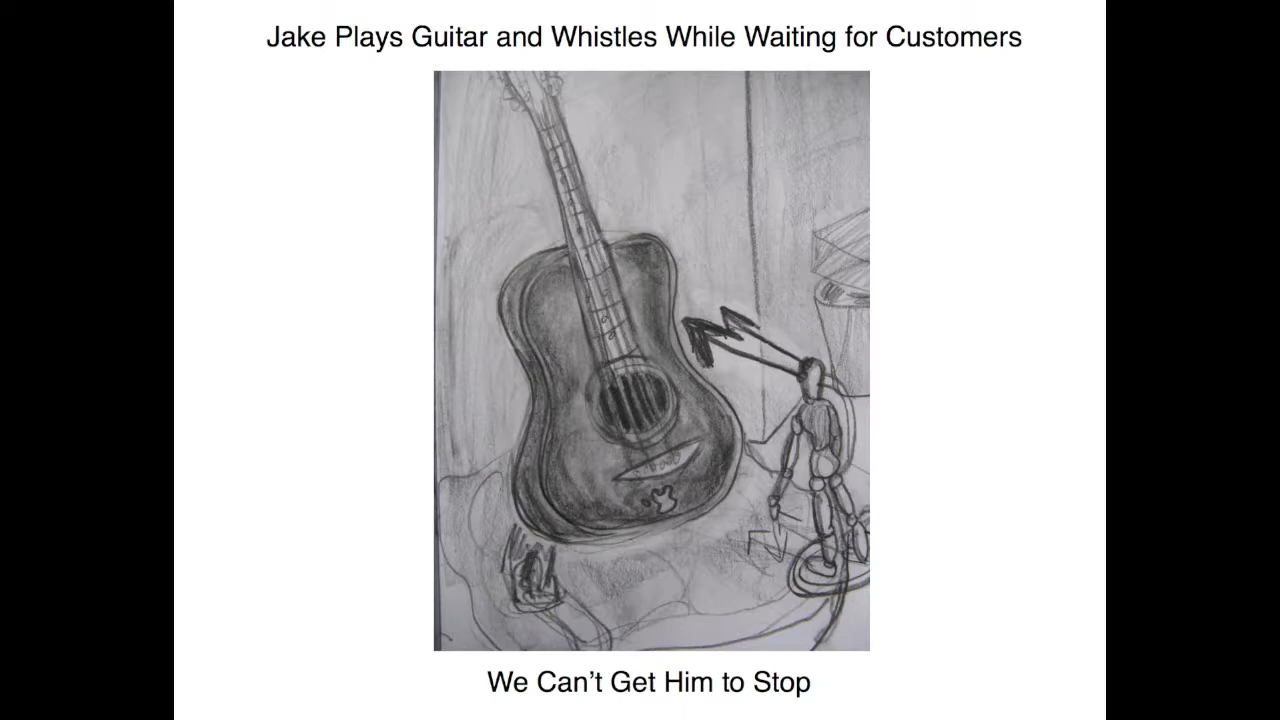 Jake Plays Guitar and Whistles While Waiting for Customers
We Can’t Get Him to Stop